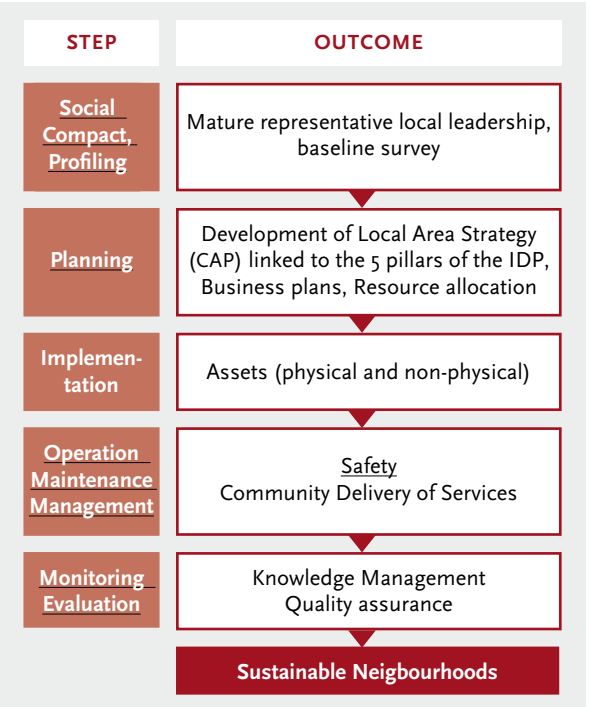 STEP
OUTCOME
Social
Compact,
Profiling
Mature representative local leadership,
baseline survey
Planning
Development of Local Area Strategy
(CAP) linked to the 5 pillars of the IDP,
Business plans, Resource allocation
Implemen-
tation
Assets (physical and non-physical)
Operation
Maintenance
Management
Safety
Community Delivery of Services
Monitoring
Evaluation
Knowledge Management
Quality assurance
Sustainable Neigbourhoods